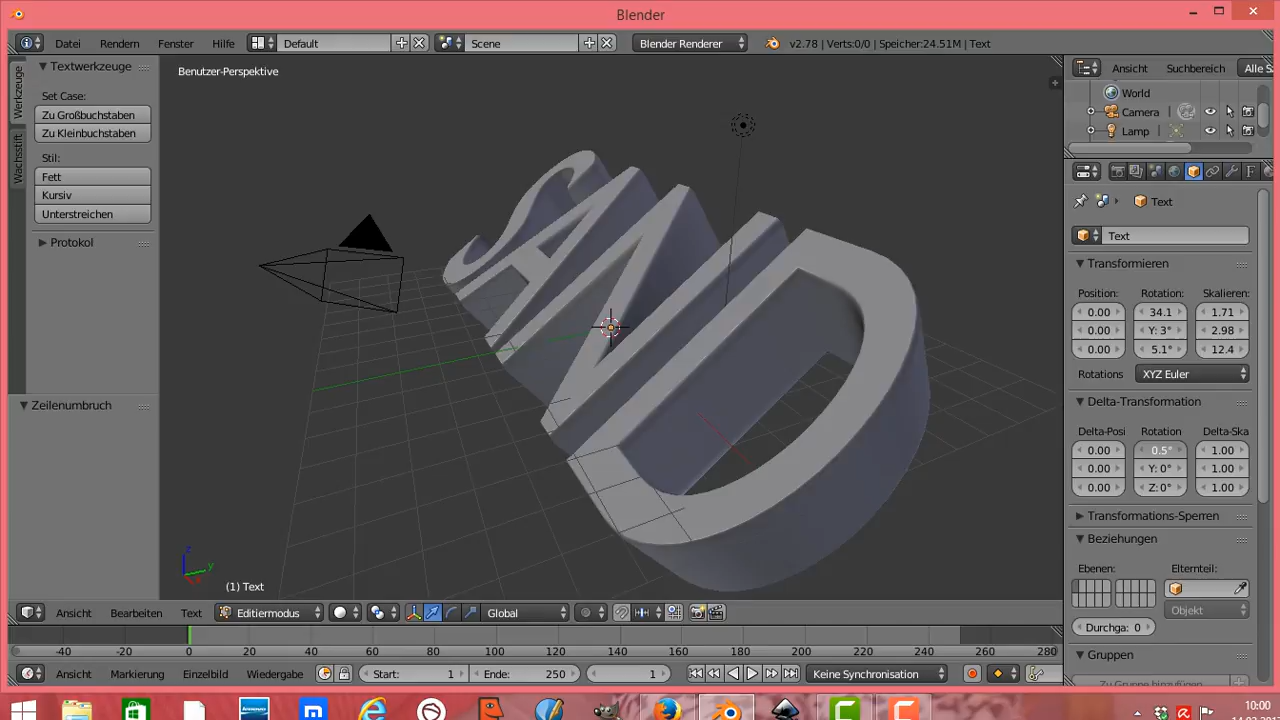 Blender
Datei Rendern Fenster Hilfe Default Scene Blender Renderer v2.78 | Verts:0/0 | Speicher:24.51M | Text
Textwerkzeuge
Set Case:
Zu Großbuchstaben
Zu Kleinbuchstaben
Stil:
Fett
Kursiv
Unterstreichen
Protokoll
Zeilenumbruch
Werkzeuge
Wachsstift
Benutzer-Perspektive
SAND
(1) Text
Ansicht Bearbeiten Text Editiermodus Global
-40 -20 0 20 40 60 80 100 120 140 160 180 200 220 240 260 280
Ansicht Markierung Einzelbild Wiedergabe Start: 1 Ende: 250 1 Keine Synchronisation
Ansicht Suchbereich Alle S
World
Camera
Lamp
Text
Text
Transformieren
Position: Rotation: Skalieren:
0.00 34.1 1.71
0.00 Y: 3° 2.98
0.00 5.1° 12.4
Rotations XYZ Euler
Delta-Transformation
Delta-Posi Rotation Delta-Ska
0.00 0.5° 1.00
0.00 Y: 0° 1.00
0.00 Z: 0° 1.00
Transformations-Sperren
Beziehungen
Ebenen: Elternteil:
Objekt
Durchga: 0
Gruppen
Zu Gruppe hinzufügen
10:00